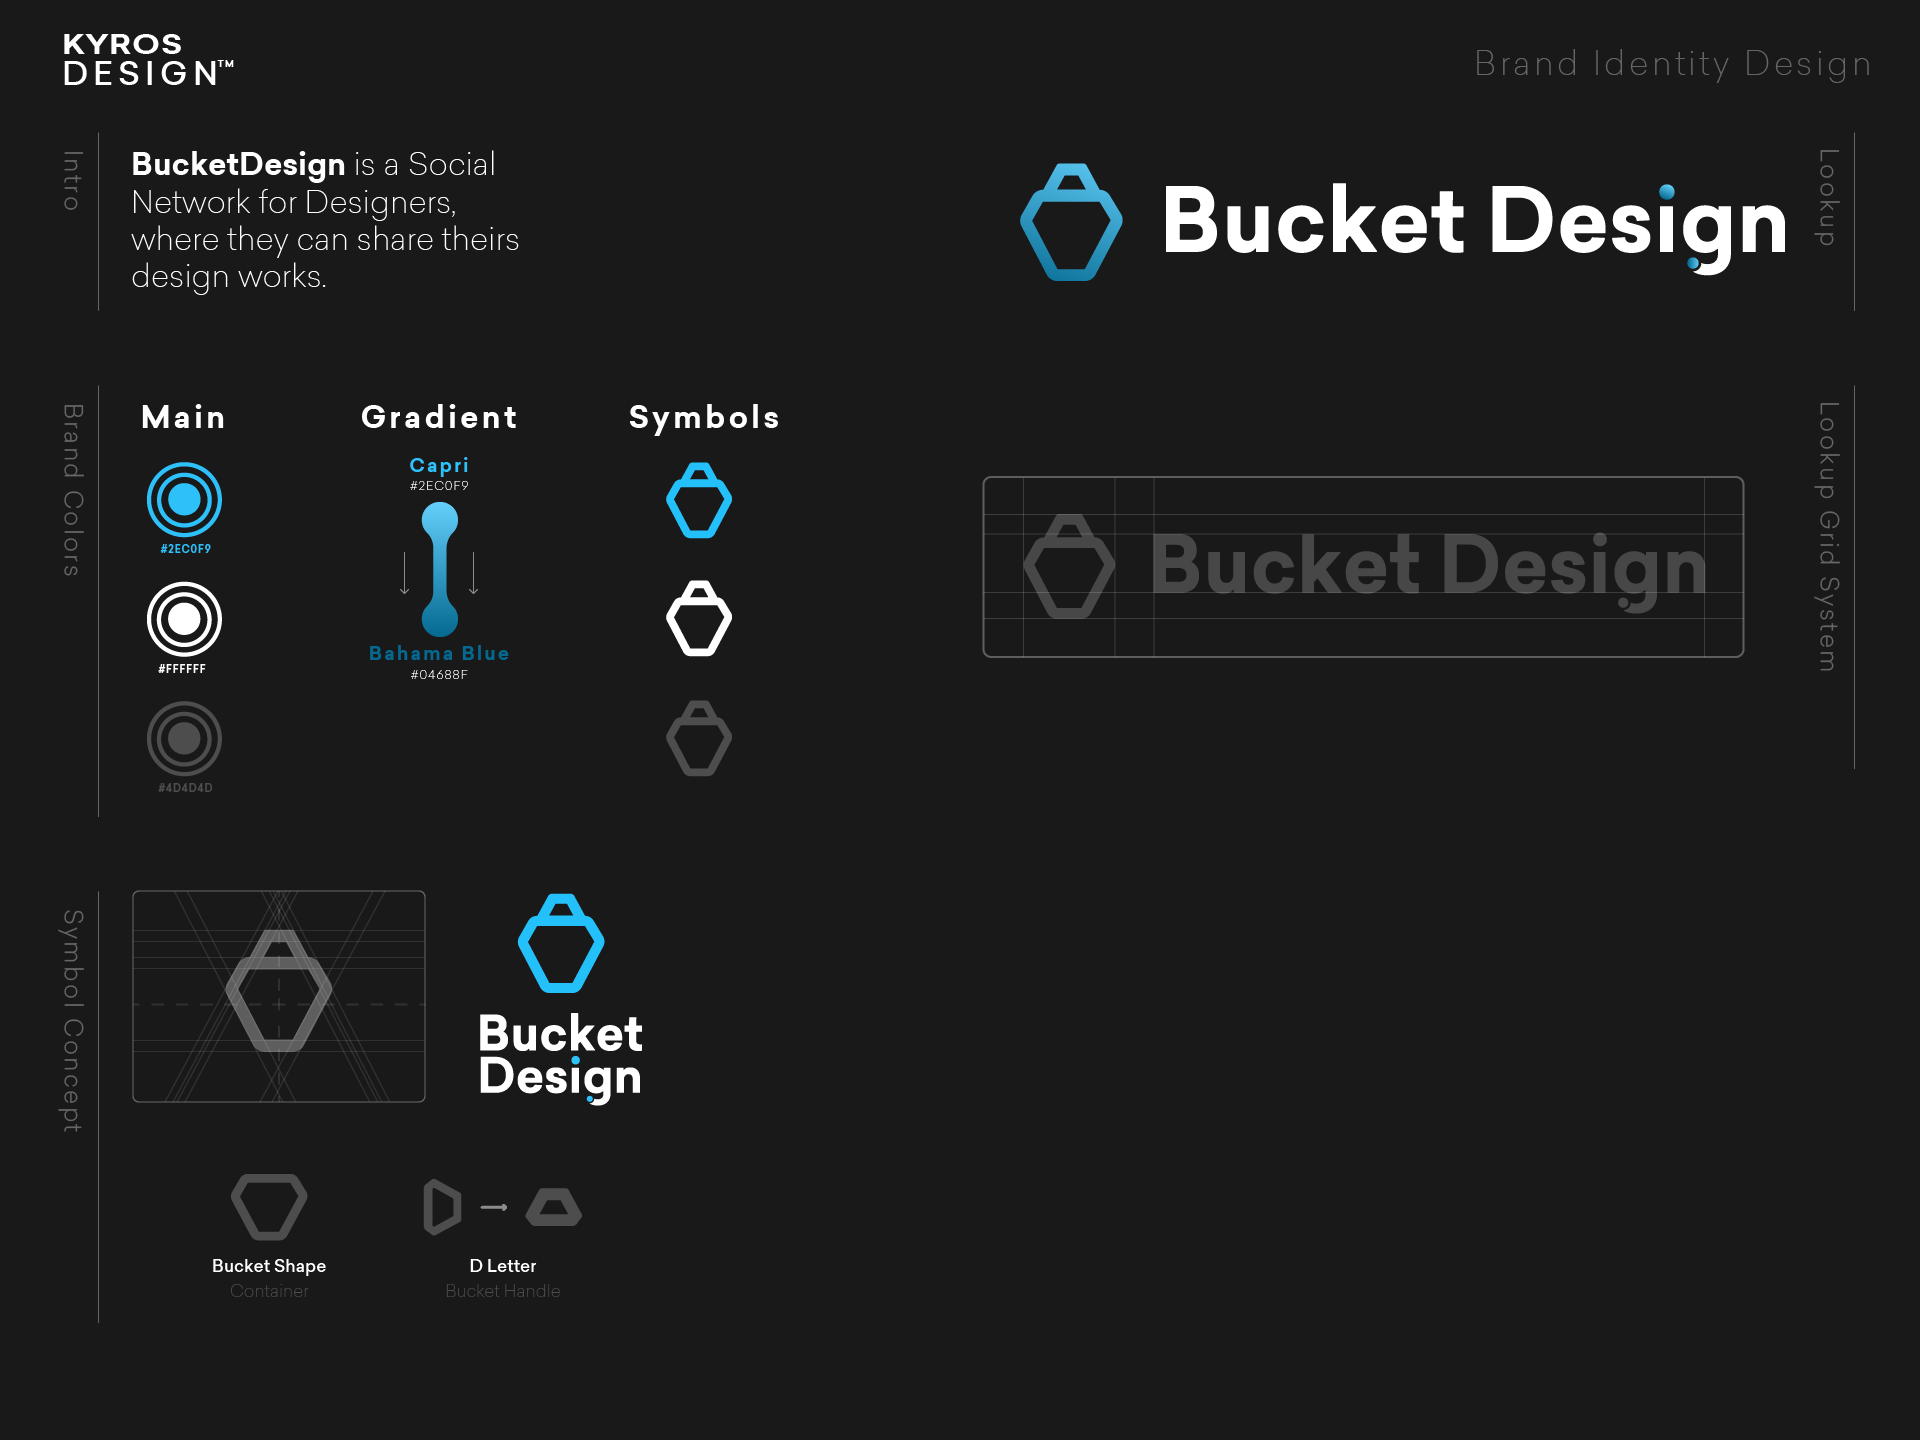 KYROS
DESIGN™
Brand Identity Design
Intro
BucketDesign is a Social
Network for Designers,
where they can share theirs
design works.
Bucket Design
Lookup
Brand Colors
Main
Gradient
Symbols
#2EC0F9
#FFFFFF
#4D4D4D
Capri
#2EC0F9
Bahama Blue
#04688F
Bucket Design
Lookup Grid System
Symbol Concept
Bucket
Design
Bucket Shape
Container
D Letter
Bucket Handle